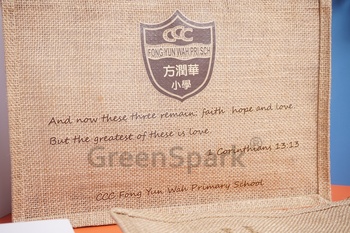 CCC
FONG YUN WAH PRI SCH
方潤華
小學
And now these three remain: faith hope and love
But the greatest of these is love
GreenSpark®
1 Corinthians 13:13
CCC Fong Yun Wah Primary School